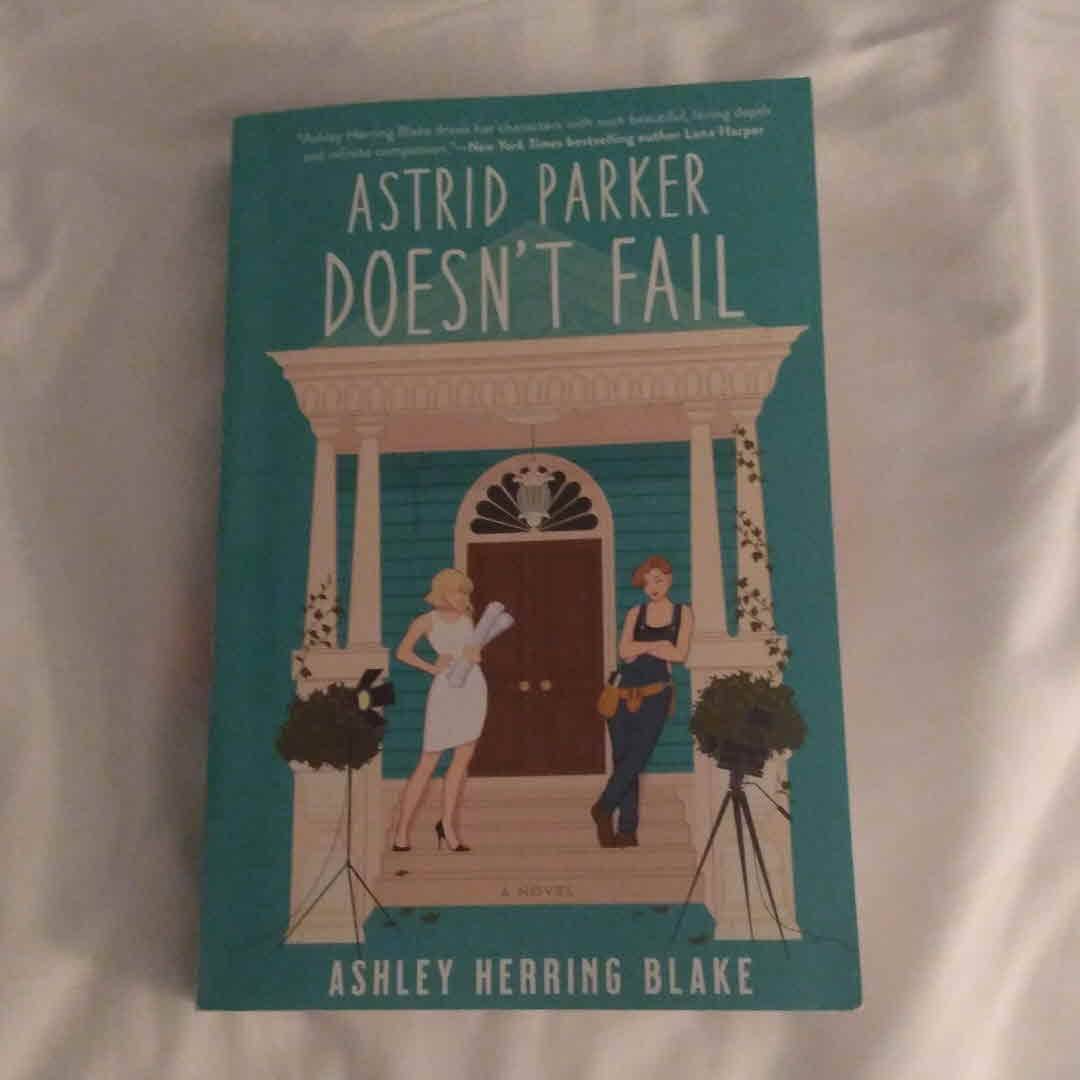 "Ashley Herring Blake draws her characters with such beautiful, loving depth
and infinite compassion."—New York Times bestselling author Lana Harper
ASTRID PARKER
DOESN'T FAIL
A NOVEL
ASHLEY HERRING BLAKE